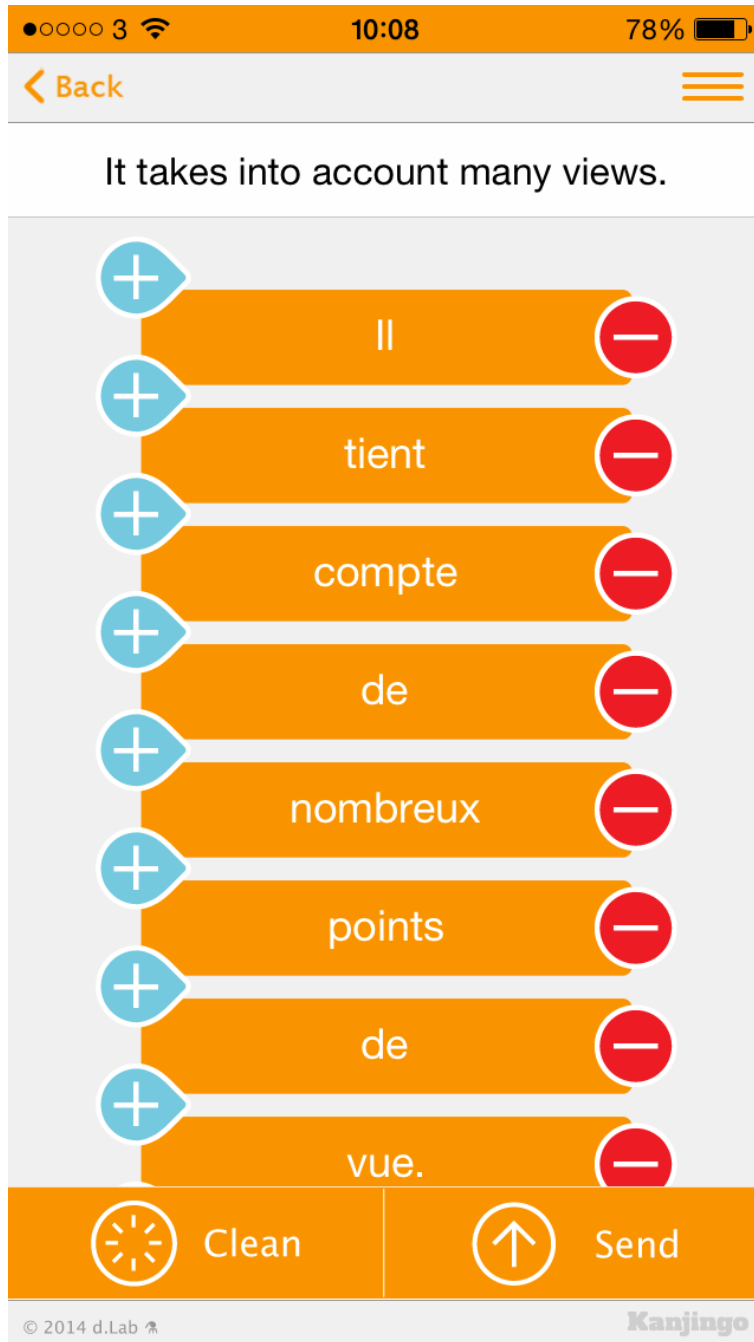 3 10:08 78%
Back
It takes into account many views.
Il
tient
compte
de
nombreux
points
de
vue.
Clean Send
© 2014 d.Lab Kanjingo